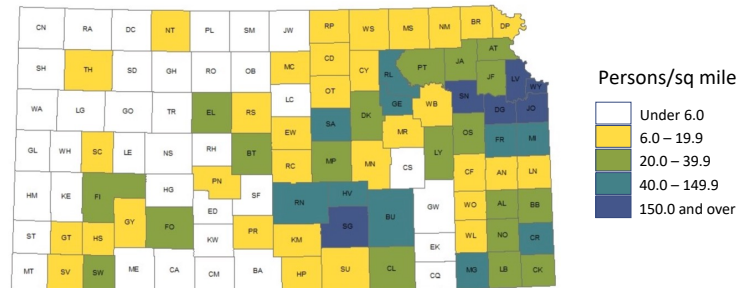 CN RA DC NT PL SM JW RP WS MS NM BR DP
SH TH SD GH RO OB MC CD CY RL PT JA AT
WA LG GO TR EL RS LC OT GE WB SN JF LV WY
GL WH SC LE NS RH BT EW SA DK MR OS DG JO
HM KE FI HG PN SF RC MP MN CS LY FR MI
ST GT HS GY FO ED RN HV GW CF AN LN
KW PR KM SG BU WO AL BB
EK WL NO CR
MT SV SW ME CA CM BA HP SU CL CQ MG LB CK
Persons/sq mile
Under 6.0
6.0 – 19.9
20.0 – 39.9
40.0 – 149.9
150.0 and over